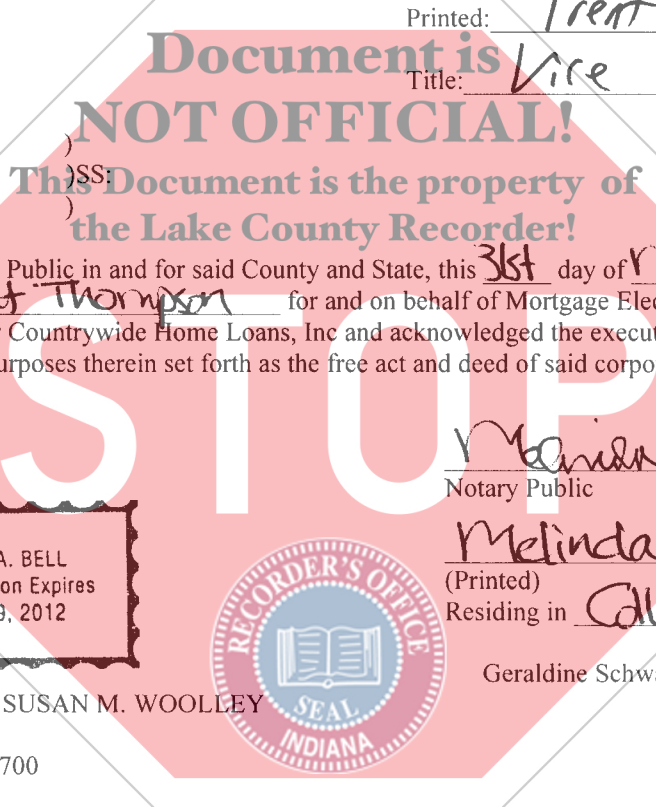 Printed: Trent
Document is
Title: Vice
NOT OFFICIAL!
)
)SS:
This Document is the property of
)
the Lake County Recorder!
Public in and for said County and State, this 31st day of
Thompson for and on behalf of Mortgage Elec
Countrywide Home Loans, Inc and acknowledged the execut
urposes therein set forth as the free act and deed of said corpo
STOP
Notary Public
Melinda
(Printed)
Residing in
A. BELL
on Expires
9, 2012
RECORDER'S OFFICE
SEAL
INDIANA
Geraldine Schwa
SUSAN M. WOOLLEY
700